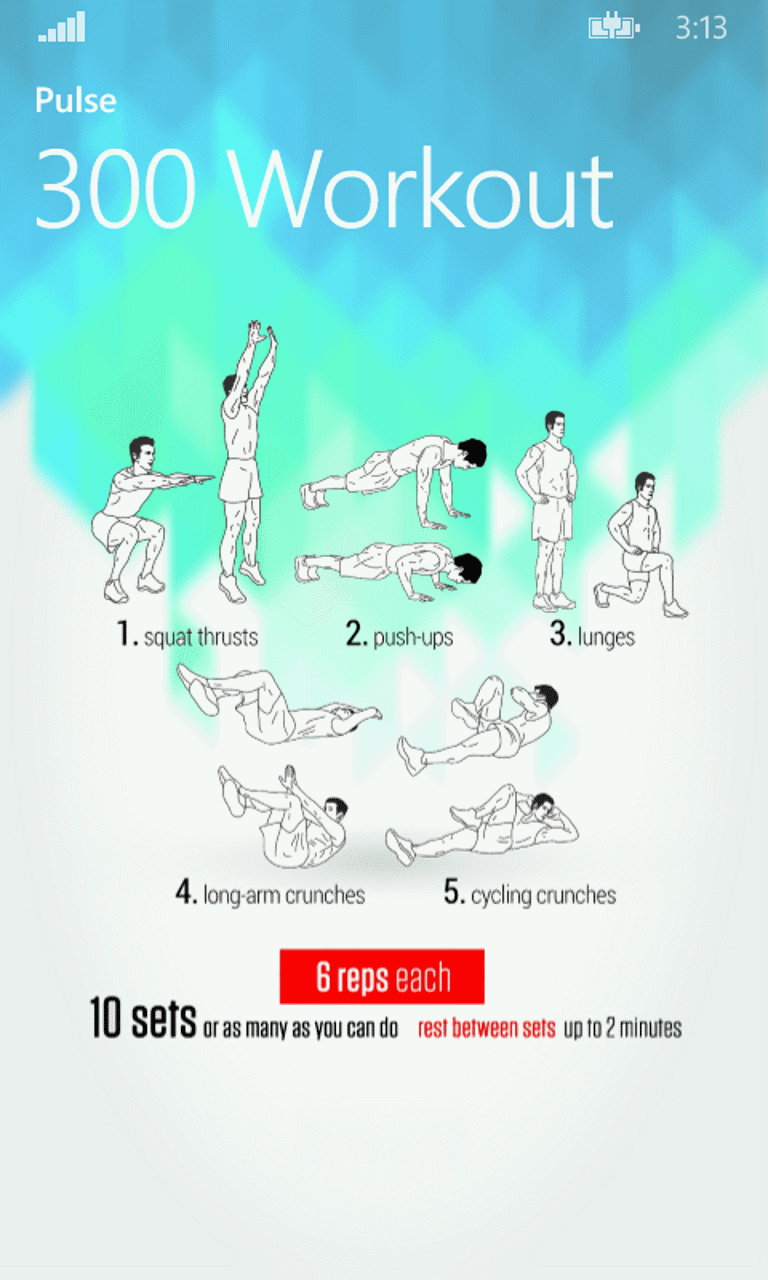 3:13
Pulse
300 Workout
1. squat thrusts 2. push-ups 3. lunges
4. long-arm crunches 5. cycling crunches
6 reps each
10 sets or as many as you can do rest between sets up to 2 minutes